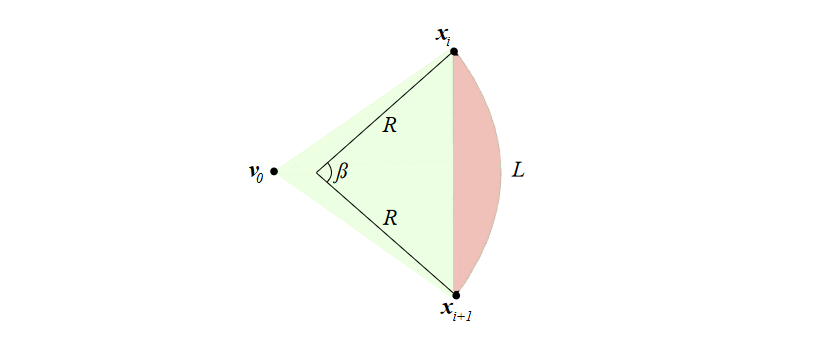 x_i
R
v_0
β
L
R
x_{i+1}